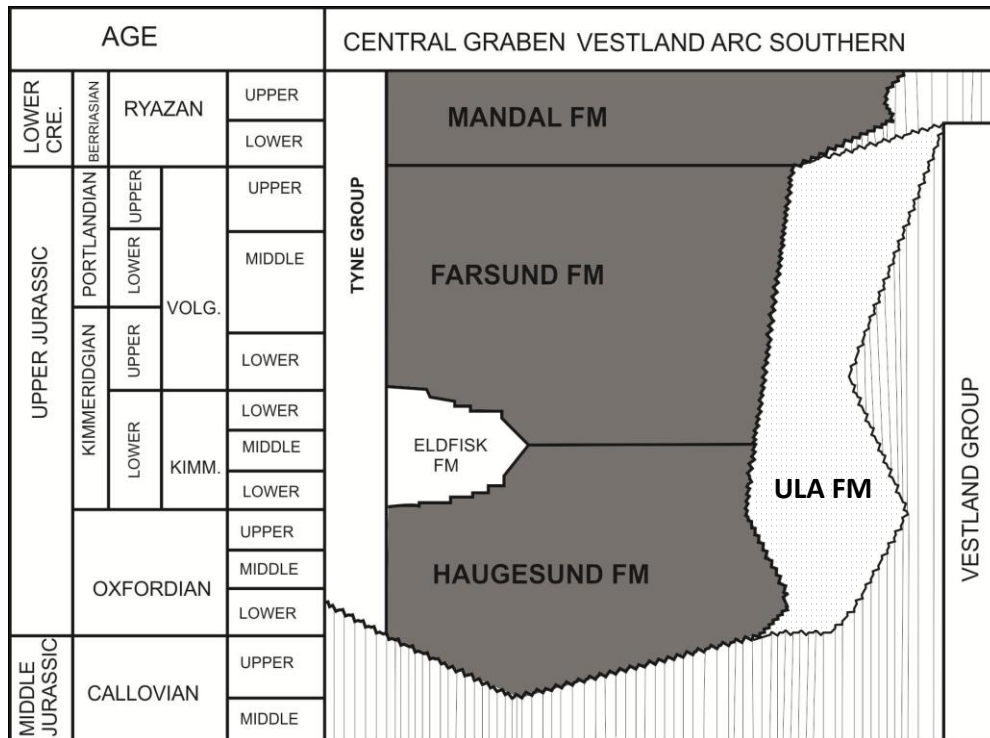 AGE
CENTRAL GRABEN VESTLAND ARC SOUTHERN
LOWER
CRE.
BERRIASIAN
RYAZAN
UPPER
LOWER
MANDAL FM
UPPER JURASSIC
PORTLANDIAN
UPPER
LOWER
KIMMERIDGIAN
UPPER
LOWER
VOLG.
UPPER
MIDDLE
LOWER
KIMM.
LOWER
MIDDLE
LOWER
OXFORDIAN
UPPER
MIDDLE
LOWER
MIDDLE
JURASSIC
CALLOVIAN
UPPER
MIDDLE
TYNE GROUP
FARSUND FM
ELDFISK
FM
HAUGESUND FM
ULA FM
VESTLAND GROUP